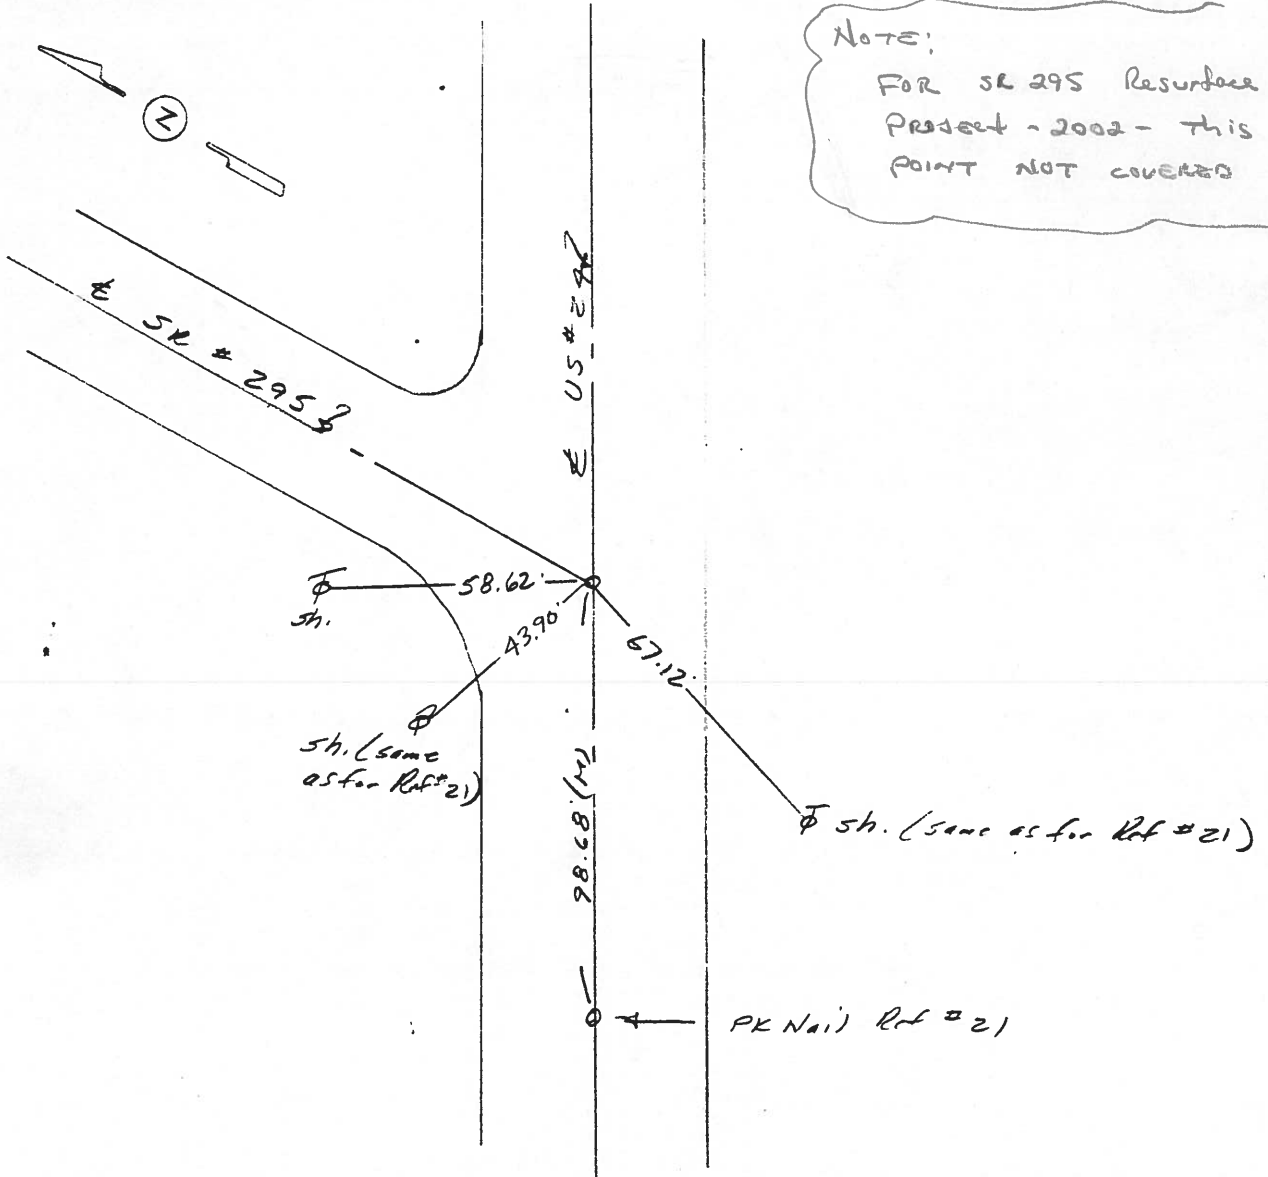 NOTE:
FOR SR 295 Resurface
PROJECT - 2002 - This
POINT NOT COVERED
N
℄ SR # 295
℄ US # 24
58.62'
sh.
43.90'
67.12'
sh. (same
as for Ref # 21)
98.68' (M)
sh. (same as for Ref # 21)
PK Nail Ref # 21